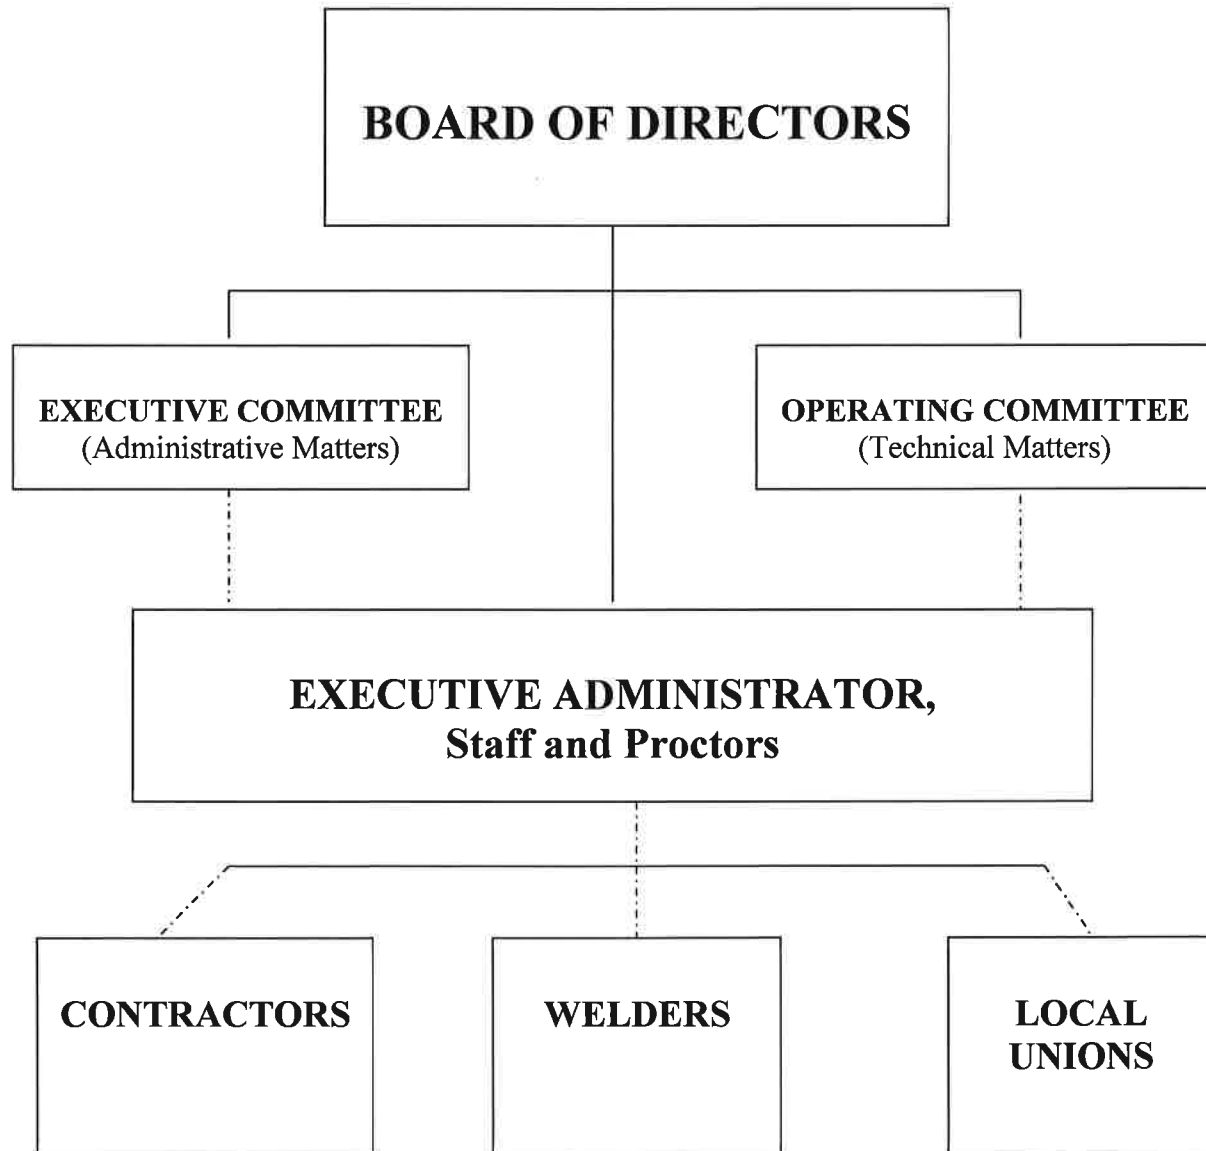 BOARD OF DIRECTORS
EXECUTIVE COMMITTEE
(Administrative Matters)
OPERATING COMMITTEE
(Technical Matters)
EXECUTIVE ADMINISTRATOR,
Staff and Proctors
CONTRACTORS
WELDERS
LOCAL
UNIONS